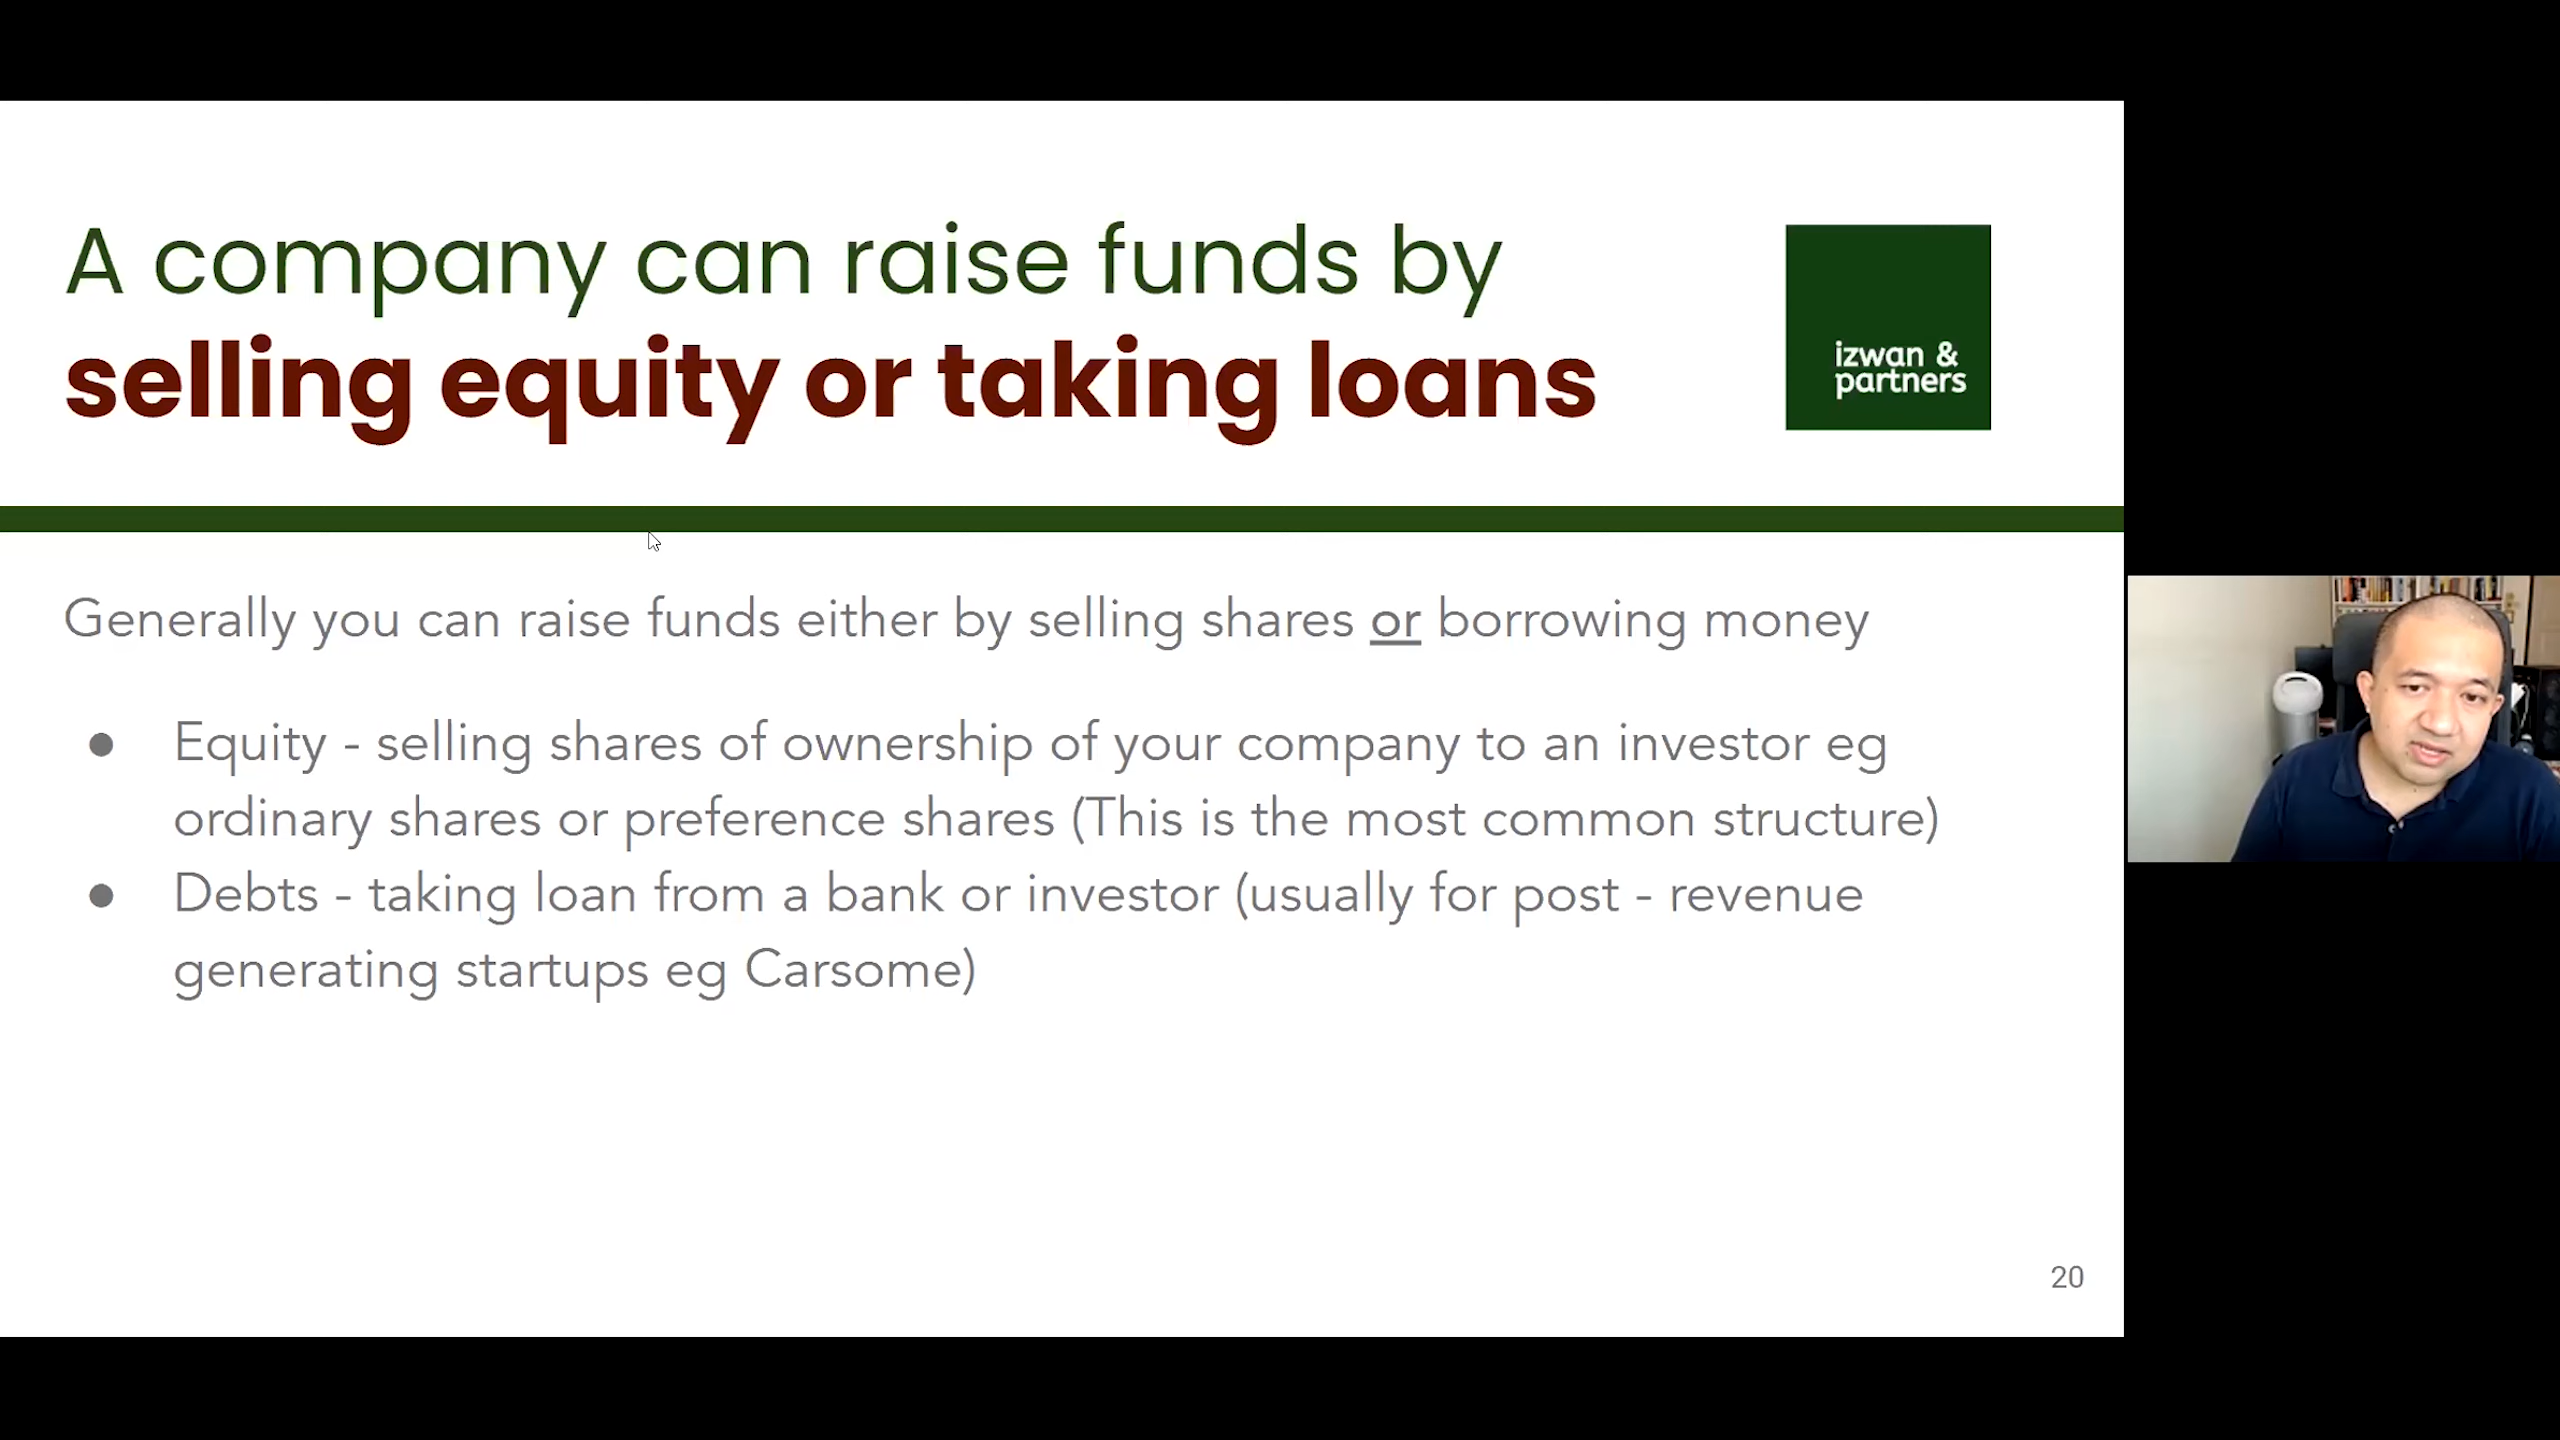 A company can raise funds by
selling equity or taking loans
izwan &
partners
Generally you can raise funds either by selling shares or borrowing money
● Equity - selling shares of ownership of your company to an investor eg
ordinary shares or preference shares (This is the most common structure)
● Debts - taking loan from a bank or investor (usually for post - revenue
generating startups eg Carsome)
20